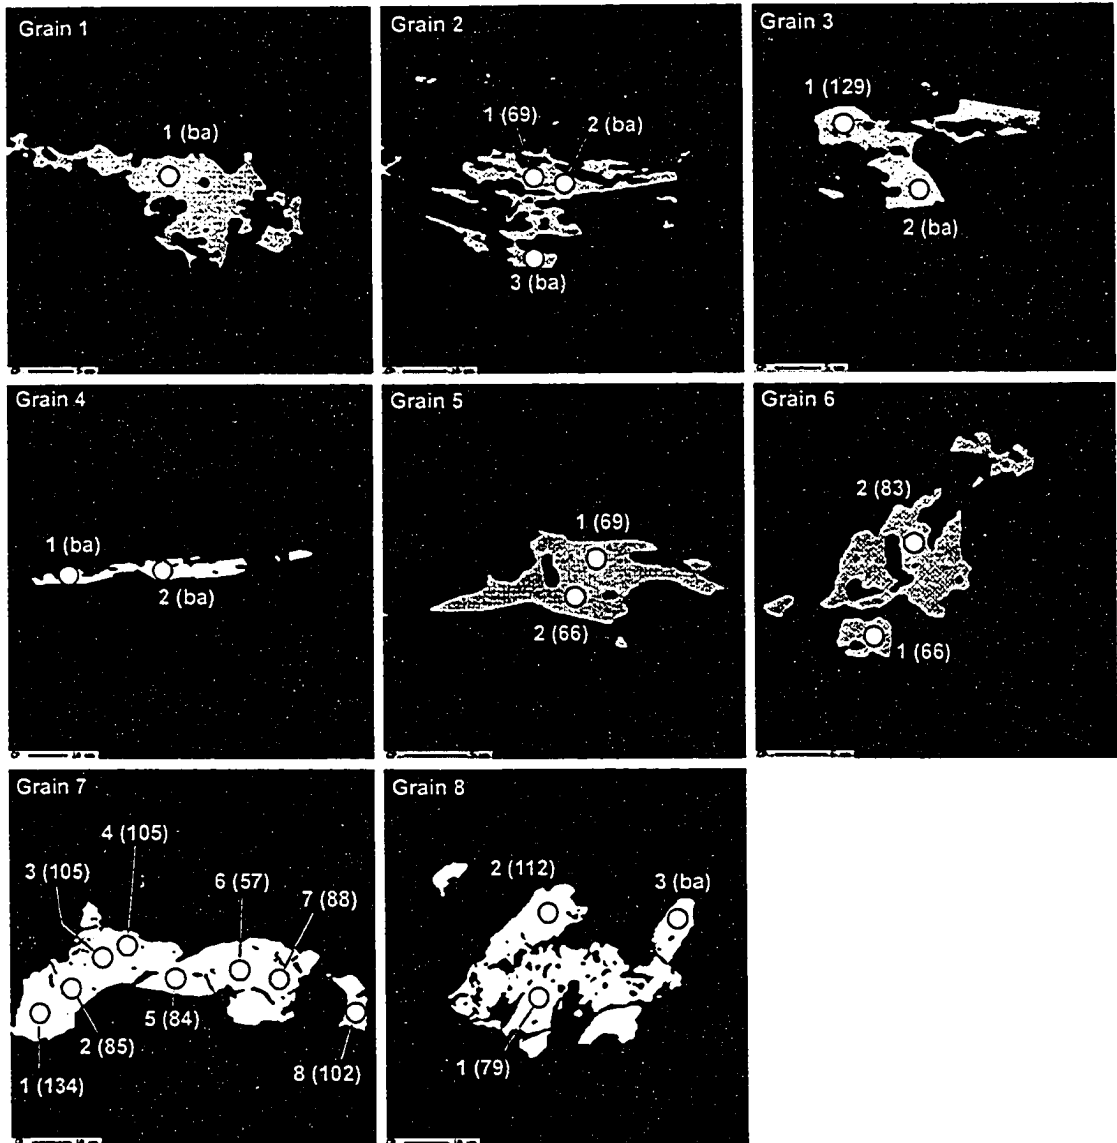 Grain 1
1 (ba)
Grain 2
1 (69)
2 (ba)
3 (ba)
Grain 3
1 (129)
2 (ba)
Grain 4
1 (ba)
2 (ba)
Grain 5
1 (69)
2 (66)
Grain 6
2 (83)
1 (66)
Grain 7
4 (105)
3 (105)
6 (57)
7 (88)
5 (84)
2 (85)
8 (102)
1 (134)
Grain 8
2 (112)
3 (ba)
1 (79)